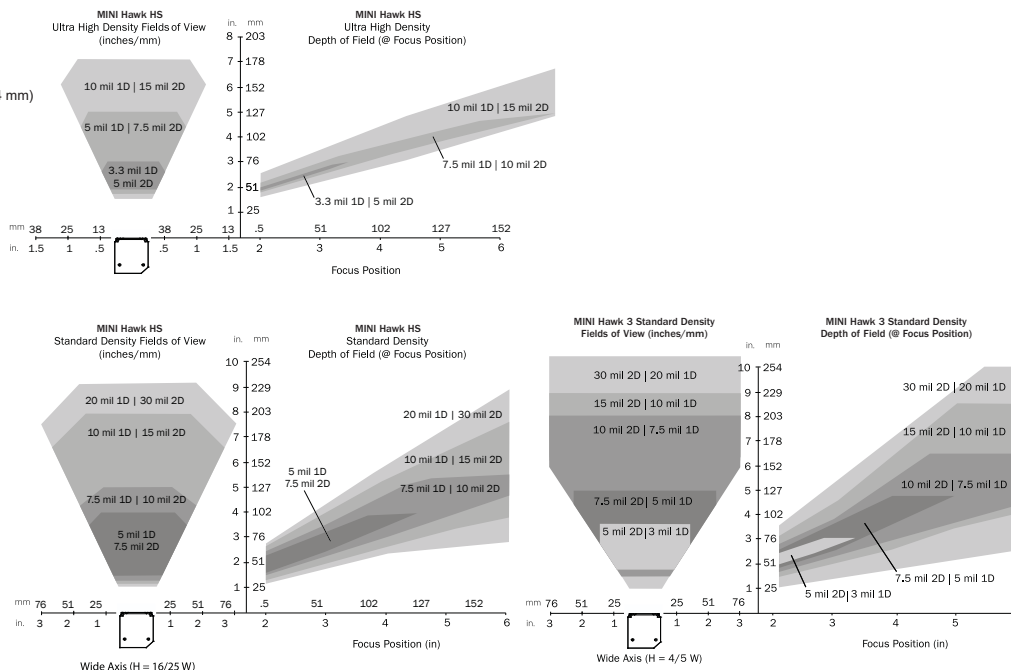 MINI Hawk HS
Ultra High Density Fields of View
(inches/mm)
in. mm
MINI Hawk HS
Ultra High Density
Depth of Field (@ Focus Position)
8 203
7 178
6 152
5 127
4 102
3 76
2 51
1 25
mm)
10 mil 1D | 15 mil 2D
5 mil 1D | 7.5 mil 2D
3.3 mil 1D
5 mil 2D
10 mil 1D | 15 mil 2D
7.5 mil 1D | 10 mil 2D
3.3 mil 1D | 5 mil 2D
mm 38 25 13 38 25 13 .5 51 102 127 152
in. 1.5 1 .5 .5 1 1.5 2 3 4 5 6
Focus Position
MINI Hawk HS
Standard Density Fields of View
(inches/mm)
in. mm
MINI Hawk HS
Standard Density
Depth of Field (@ Focus Position)
10 254
9 229
8 203
7 178
6 152
5 127
4 102
3 76
2 51
1 25
20 mil 1D | 30 mil 2D
10 mil 1D | 15 mil 2D
7.5 mil 1D | 10 mil 2D
5 mil 1D
7.5 mil 2D
20 mil 1D | 30 mil 2D
10 mil 1D | 15 mil 2D
7.5 mil 1D | 10 mil 2D
5 mil 1D
7.5 mil 2D
mm 76 51 25 25 51 76 .5 51 102 127 152
in. 3 2 1 1 2 3 2 3 4 5 6
Focus Position (in)
Wide Axis (H = 16/25 W)
MINI Hawk 3 Standard Density
Fields of View (inches/mm)
in. mm
MINI Hawk 3 Standard Density
Depth of Field (@ Focus Position)
10 254
9 229
8 203
7 178
6 152
5 127
4 102
3 76
2 51
1 25
30 mil 2D | 20 mil 1D
15 mil 2D | 10 mil 1D
10 mil 2D | 7.5 mil 1D
7.5 mil 2D | 5 mil 1D
5 mil 2D | 3 mil 1D
30 mil 2D | 20 mil 1D
15 mil 2D | 10 mil 1D
10 mil 2D | 7.5 mil 1D
7.5 mil 2D | 5 mil 1D
5 mil 2D | 3 mil 1D
mm 76 51 25 25 51 76
in. 3 2 1 1 2 3 2 3 4 5
Focus Position (in)
Wide Axis (H = 4/5 W)